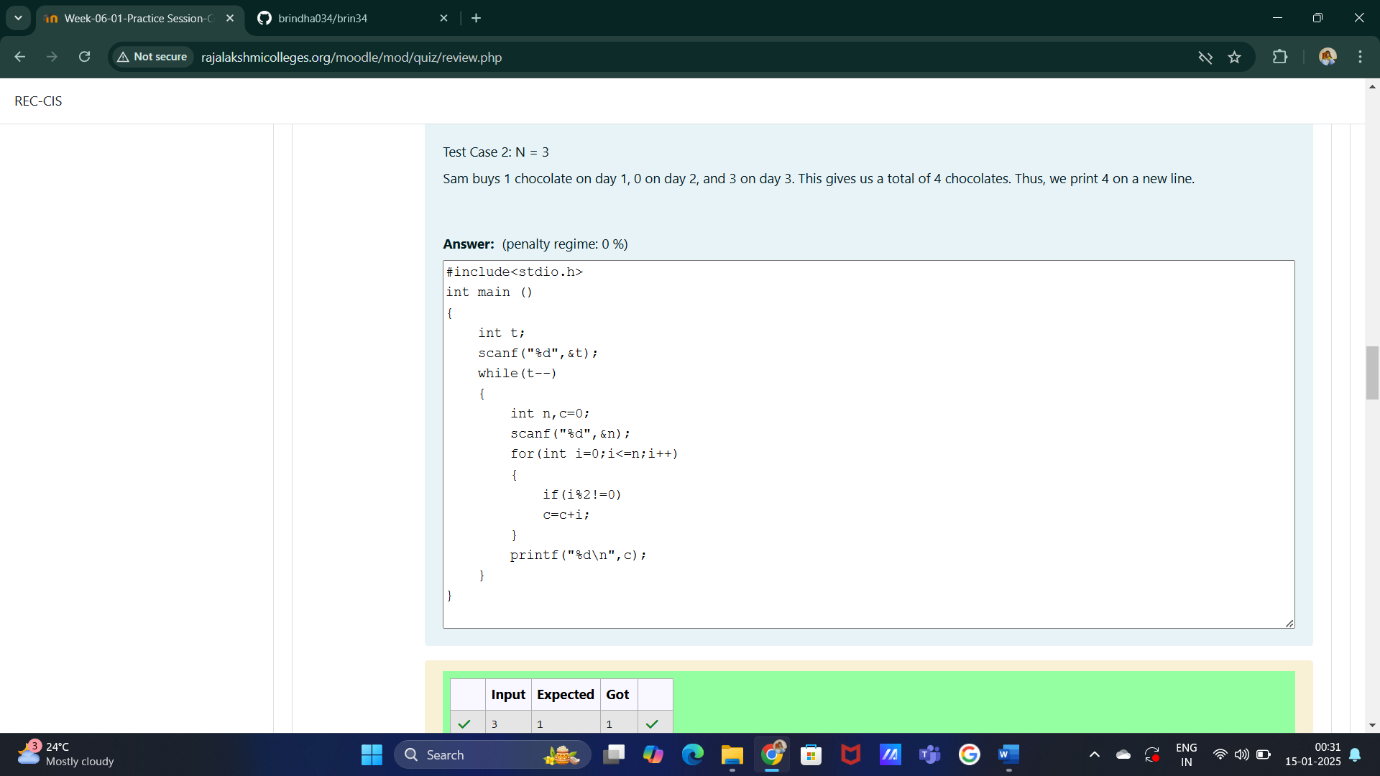 Week-06-01-Practice Session-C
brindha034/brin34
Not secure
rajalakshmicolleges.org/moodle/mod/quiz/review.php
REC-CIS
Test Case 2: N = 3
Sam buys 1 chocolate on day 1, 0 on day 2, and 3 on day 3. This gives us a total of 4 chocolates. Thus, we print 4 on a new line.
Answer: (penalty regime: 0 %)
#include<stdio.h>
int main ()
{
    int t;
    scanf("%d",&t);
    while(t--)
    {
        int n,c=0;
        scanf("%d",&n);
        for(int i=0;i<=n;i++)
        {
            if(i%2!=0)
            c=c+i;
        }
        printf("%d\n",c);
    }
}
Input Expected Got
3 1 1
3
24°C
Mostly cloudy
Search
ENG
IN
00:31
15-01-2025